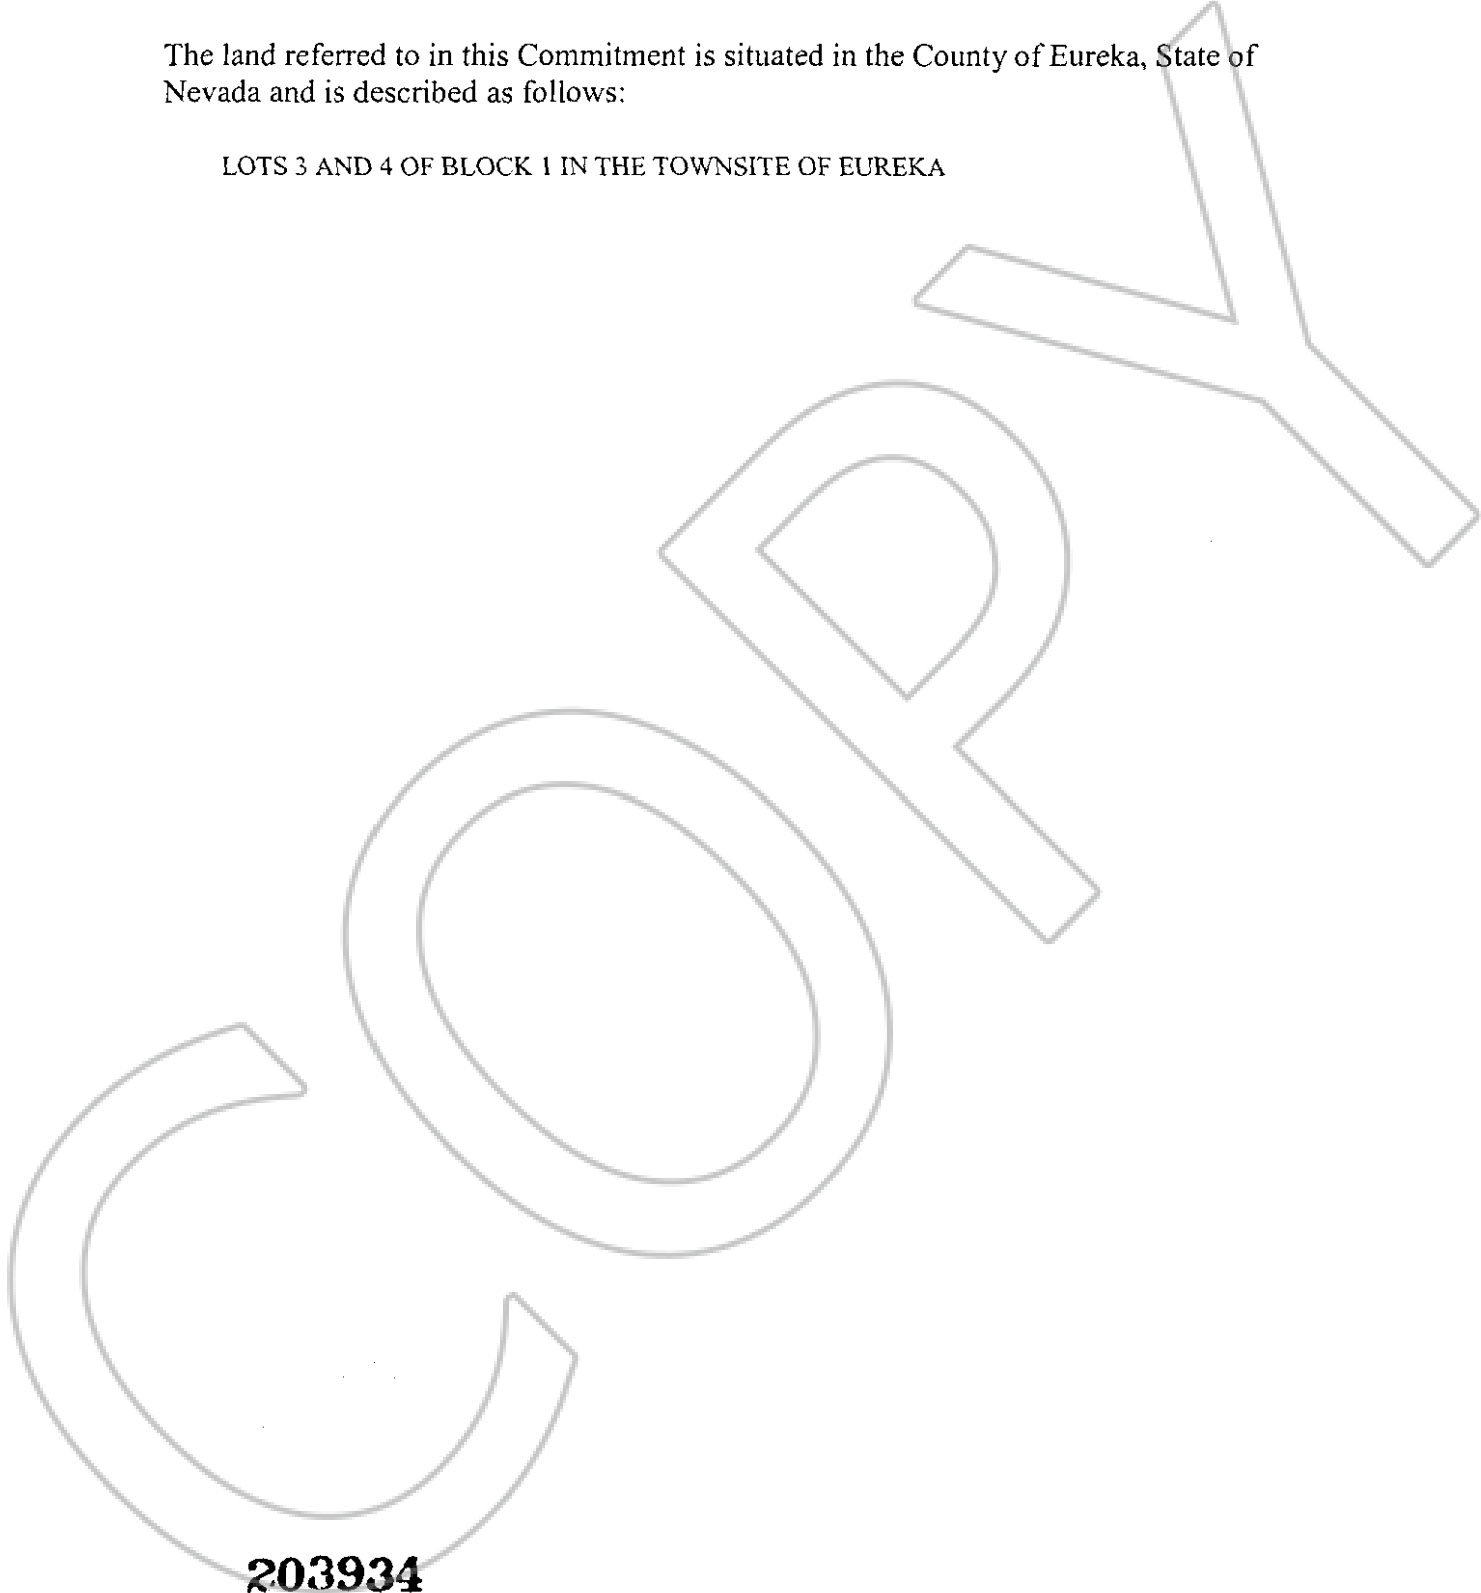 The land referred to in this Commitment is situated in the County of Eureka, State of
Nevada and is described as follows:
LOTS 3 AND 4 OF BLOCK 1 IN THE TOWNSITE OF EUREKA
COPY
203934